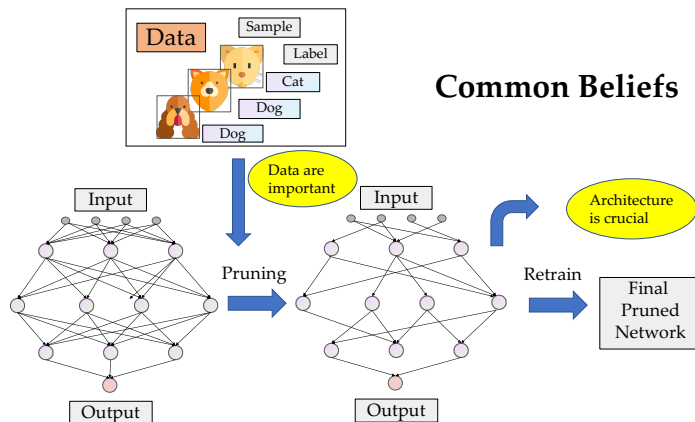 Sample
Data
Label
Cat
Dog
Dog
Common Beliefs
Data are
important
Input
Input
Architecture
is crucial
Pruning
Retrain
Final
Pruned
Network
Output
Output